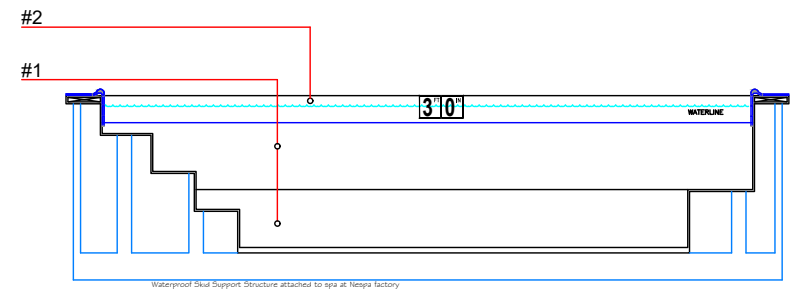 #2
#1
3 FT 0 IN
WATERLINE
Waterproof Skid Support Structure attached to spa at Nespa factory